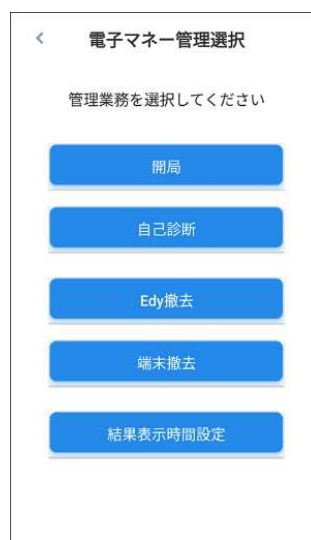 電子マネー管理選択
管理業務を選択してください
開局
自己診断
Edy撤去
端末撤去
結果表示時間設定